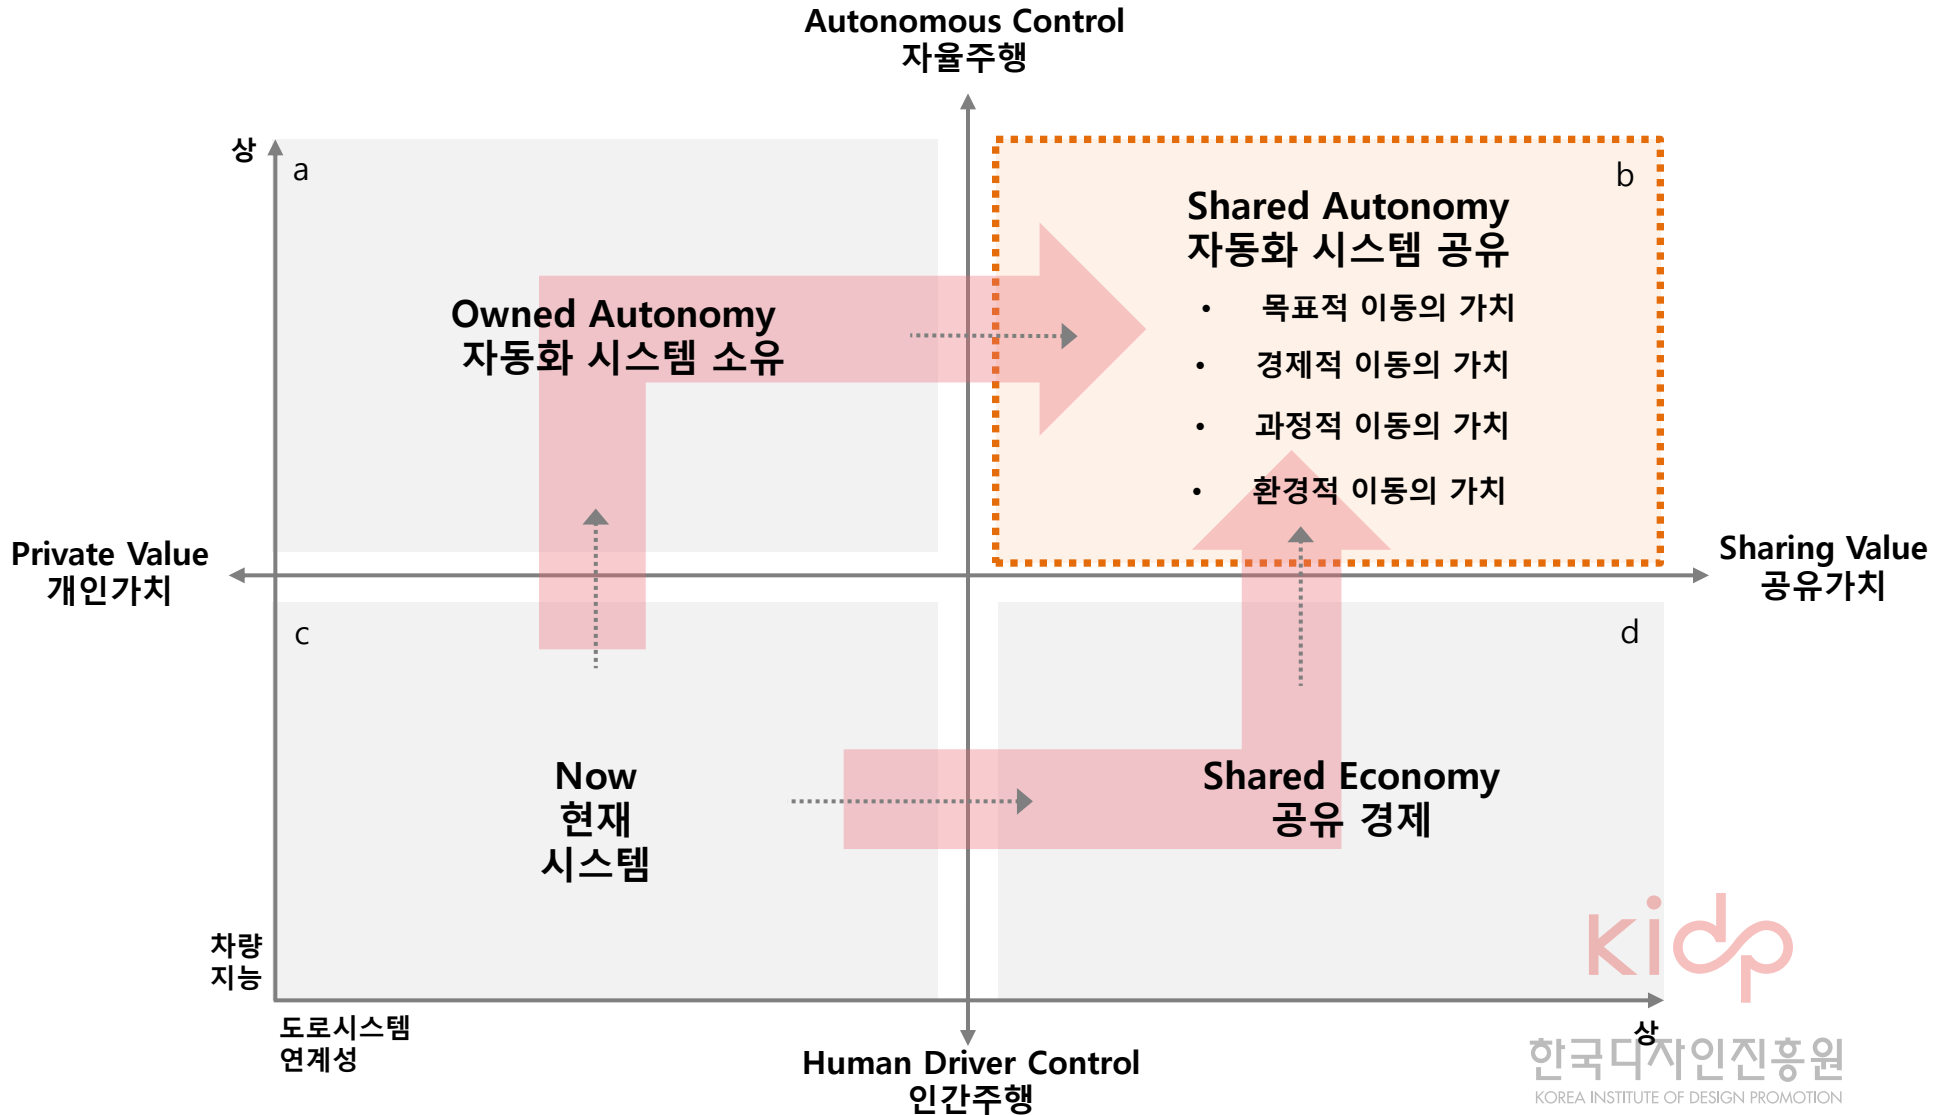 Autonomous Control
자율주행
상
a
b
Shared Autonomy
자동화 시스템 공유
• 목표적 이동의 가치
• 경제적 이동의 가치
• 과정적 이동의 가치
• 환경적 이동의 가치
Owned Autonomy
자동화 시스템 소유
Private Value
개인가치
Sharing Value
공유가치
c
d
Now
현재
시스템
Shared Economy
공유 경제
차량
지능
도로시스템
연계성
상
Human Driver Control
인간주행
kidp
한국디자인진흥원
KOREA INSTITUTE OF DESIGN PROMOTION